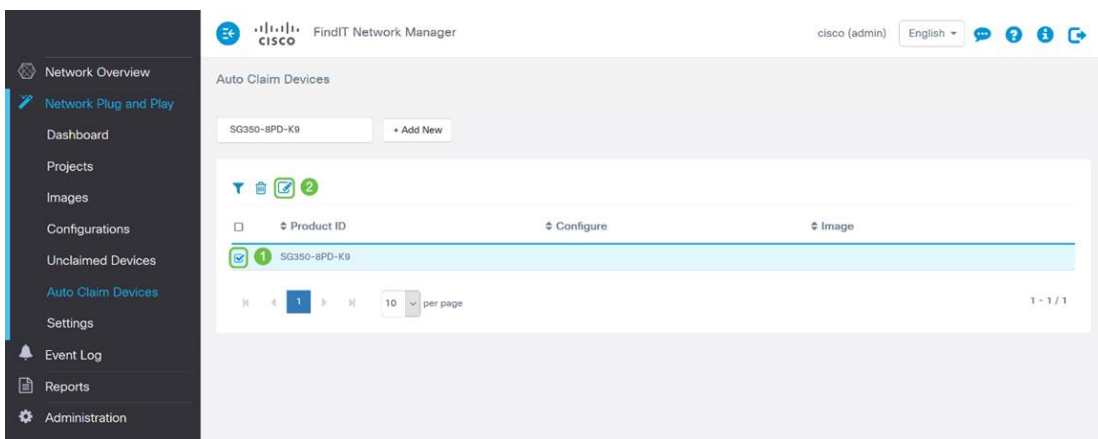 CISCO FindIT Network Manager cisco (admin) English
Network Overview
Network Plug and Play
Dashboard
Projects
Images
Configurations
Unclaimed Devices
Auto Claim Devices
Settings
Event Log
Reports
Administration
Auto Claim Devices
SG350-8PD-K9 + Add New
2
Product ID Configure Image
1 SG350-8PD-K9
1 10 per page 1 - 1 / 1